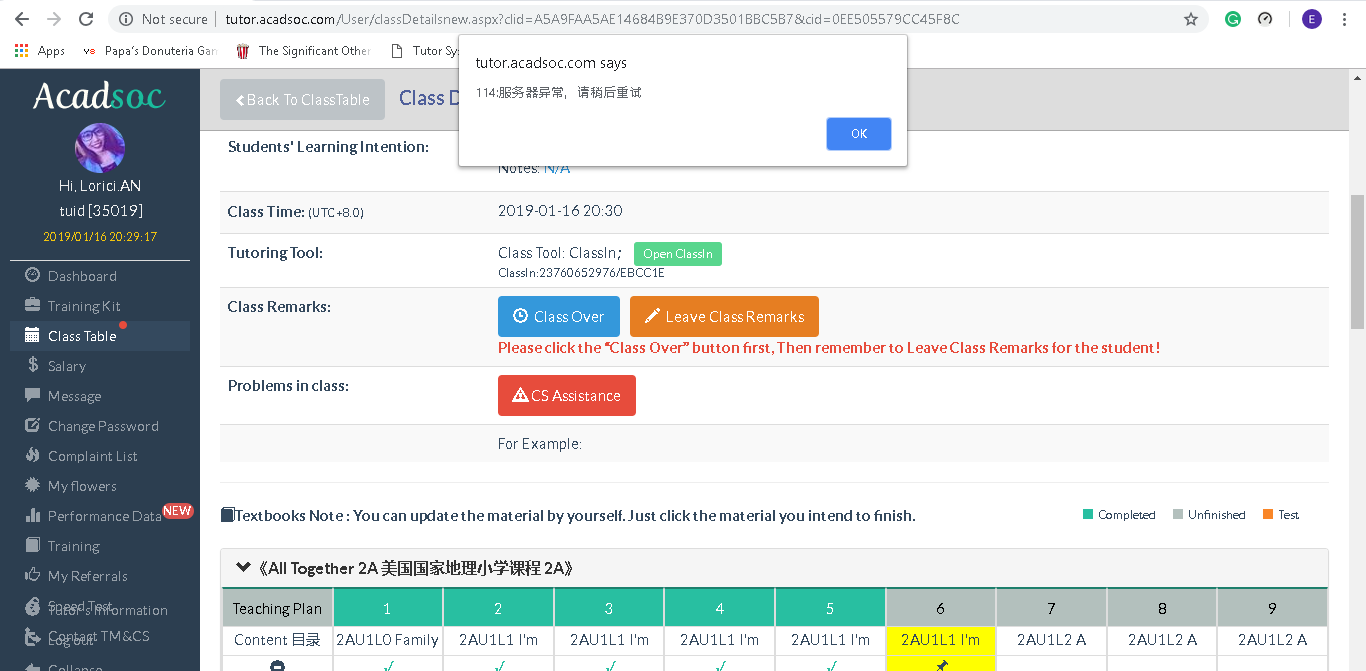 Not secure | tutor.acadsoc.com/User/classDetailsnew.aspx?clid=A5A9FAA5AE14684B9E370D3501BBC5B7&cid=0EE505579CC45F8C
E
Apps Papa's Donuteria Gam The Significant Other Tutor Sys
tutor.acadsoc.com says
114:服务器异常，请稍后重试
OK
Acadsoc
Hi, Lorici.AN
tuid [35019]
2019/01/16 20:29:17
Dashboard
Training Kit
Class Table
Salary
Message
Change Password
Complaint List
My flowers
Performance Data NEW
Training
My Referrals
Speed Test
Tutor's Information
Log out
Contact TM&CS
Collapse
Back To ClassTable Class D
Students' Learning Intention:
Notes: N/A
Class Time: (UTC+8.0) 2019-01-16 20:30
Tutoring Tool: Class Tool: ClassIn; Open ClassIn
ClassIn:23760652976/EBCC1E
Class Remarks: Class Over Leave Class Remarks
Please click the “Class Over” button first, Then remember to Leave Class Remarks for the student!
Problems in class: CS Assistance
For Example:
Textbooks Note : You can update the material by yourself. Just click the material you intend to finish. Completed Unfinished Test
《All Together 2A 美国国家地理小学课程 2A》
Teaching Plan 1 2 3 4 5 6 7 8 9
Content 目录 2AU1L0 Family 2AU1L1 I'm 2AU1L1 I'm 2AU1L1 I'm 2AU1L1 I'm 2AU1L1 I'm 2AU1L2 A 2AU1L2 A 2AU1L2 A